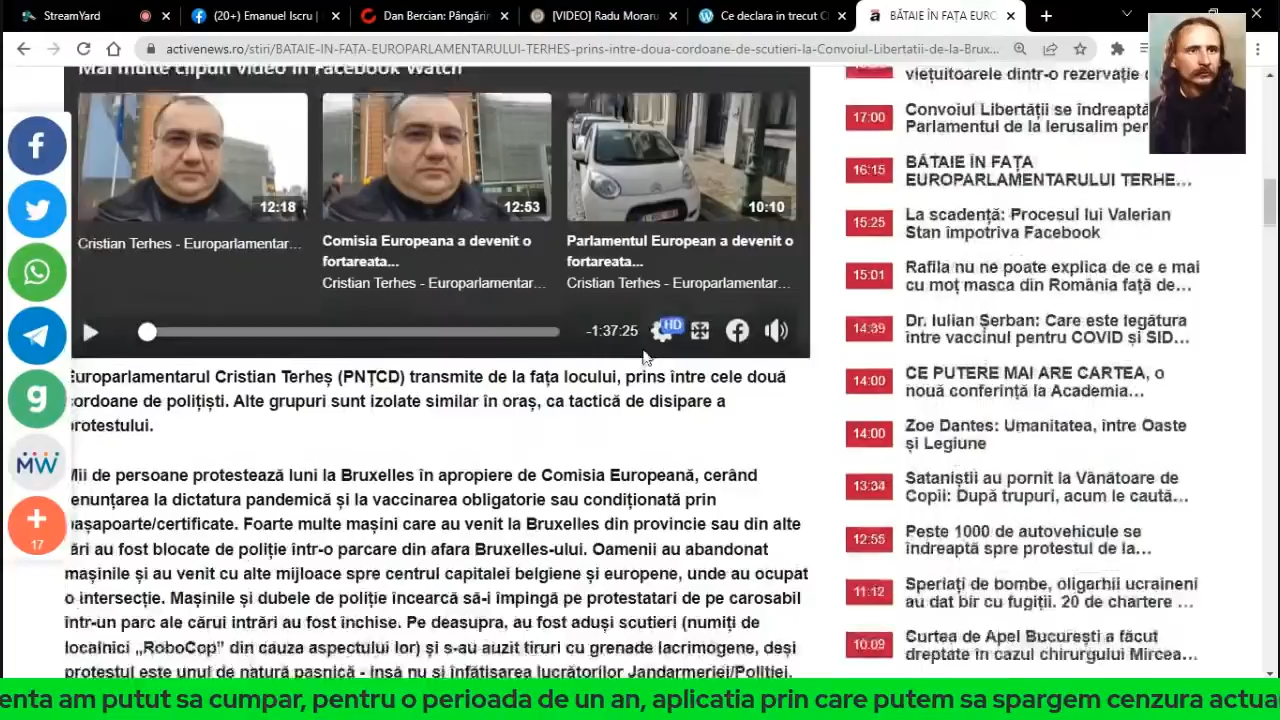 StreamYard
(20+) Emanuel Iscru |
Dan Bercian: Pângărir
[VIDEO] Radu Moraru
Ce declara in trecut C
BĂTAIE ÎN FAȚA EURO
activenews.ro/stiri/BATAIE-IN-FATA-EUROPARLAMENTARULUI-TERHES-prins-intre-doua-cordoane-de-scutieri-la-Convoiul-Libertatii-de-la-Brux...
Mai multe clipuri video în Facebook Watch
12:18
12:53
10:10
Cristian Terhes - Europarlamentar...
Comisia Europeana a devenit o
fortareata...
Cristian Terhes - Europarlamentar...
Parlamentul European a devenit o
fortareata...
Cristian Terhes - Europarlamentar...
-1:37:25
HD
Europarlamentarul Cristian Terheș (PNȚCD) transmite de la fața locului, prins între cele două
cordoane de polițiști. Alte grupuri sunt izolate similar în oraș, ca tactică de disipare a
protestului.
Mii de persoane protestează luni la Bruxelles în apropiere de Comisia Europeană, cerând
renunțarea la dictatura pandemică și la vaccinarea obligatorie sau condiționată prin
pașapoarte/certificate. Foarte multe mașini care au venit la Bruxelles din provincie sau din alte
țări au fost blocate de poliție într-o parcare din afara Bruxelles-ului. Oamenii au abandonat
mașinile și au venit cu alte mijloace spre centrul capitalei belgiene și europene, unde au ocupat
o intersecție. Mașinile și dubele de poliție încearcă să-i împingă pe protestatari de pe carosabil
într-un parc ale cărui intrări au fost închise. Pe deasupra, au fost aduși scutieri (numiți de
localnici „RoboCop" din cauza aspectului lor) și s-au auzit tiruri cu grenade lacrimogene, deși
protestul este unul de natură pașnică - însă nu și înfățișarea lucrătorilor Jandarmeriei/Poliției.
MW
17
viețuitoarele dintr-o rezervație
17:00
Convoiul Libertății se îndreaptă
Parlamentul de la Ierusalim
16:15
BĂTAIE ÎN FAȚA
EUROPARLAMENTARULUI TERHE...
15:25
La scadență: Procesul lui Valerian
Stan împotriva Facebook
15:01
Rafila nu ne poate explica de ce e mai
cu moț masca din România față de...
14:39
Dr. Iulian Șerban: Care este legătura
între vaccinul pentru COVID și SID...
14:00
CE PUTERE MAI ARE CARTEA, o
nouă conferință la Academia...
14:00
Zoe Dantes: Umanitatea, între Oaste
și Legiune
13:34
Sataniștii au pornit la Vânătoare de
Copii: După trupuri, acum le caută...
12:55
Peste 1000 de autovehicule se
îndreaptă spre protestul de la...
11:12
Speriați de bombe, oligarhii ucraineni
au dat bir cu fugiții. 20 de chartere ...
10:09
Curtea de Apel București a făcut
dreptate în cazul chirurgului Mircea...
enta am putut sa cumpar, pentru o perioada de un an, aplicatia prin care putem sa spargem cenzura actua